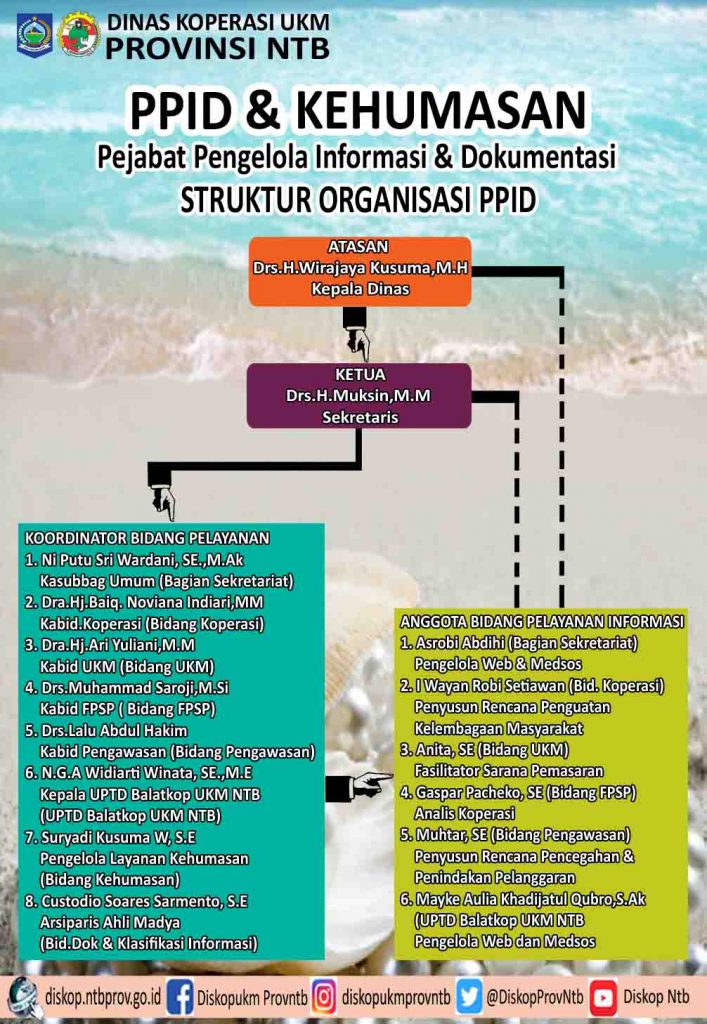 DINAS KOPERASI UKM
PROVINSI NTB
PPID & KEHUMASAN
Pejabat Pengelola Informasi & Dokumentasi
STRUKTUR ORGANISASI PPID
ATASAN
Drs.H.Wirajaya Kusuma,M.H
Kepala Dinas
KETUA
Drs.H.Muksin,M.M
Sekretaris
KOORDINATOR BIDANG PELAYANAN
1. Ni Putu Sri Wardani, SE.,M.Ak
Kasubbag Umum (Bagian Sekretariat)
2. Dra.Hj.Baiq. Noviana Indiari,MM
Kabid.Koperasi (Bidang Koperasi)
3. Dra.Hj.Ari Yuliani,M.M
Kabid UKM (Bidang UKM)
4. Drs.Muhammad Saroji,M.Si
Kabid FPSP ( Bidang FPSP)
5. Drs.Lalu Abdul Hakim
Kabid Pengawasan (Bidang Pengawasan)
6. N.G.A Widiarti Winata, SE.,M.E
Kepala UPTD Balatkop UKM NTB
(UPTD Balatkop UKM NTB)
7. Suryadi Kusuma W, S.E
Pengelola Layanan Kehumasan
(Bidang Kehumasan)
8. Custodio Soares Sarmento, S.E
Arsiparis Ahli Madya
(Bid.Dok & Klasifikasi Informasi)
ANGGOTA BIDANG PELAYANAN INFORMASI
1. Asrobi Abdihi (Bagian Sekretariat)
Pengelola Web & Medsos
2. I Wayan Robi Setiawan (Bid. Koperasi)
Penyusun Rencana Penguatan
Kelembagaan Masyarakat
3. Anita, SE (Bidang UKM)
Fasilitator Sarana Pemasaran
4. Gaspar Pacheko, SE (Bidang FPSP)
Analis Koperasi
5. Muhtar, SE (Bidang Pengawasan)
Penyusun Rencana Pencegahan &
Penindakan Pelanggaran
6. Mayke Aulia Khadijatul Qubro,S.Ak
(UPTD Balatkop UKM NTB
Pengelola Web dan Medsos
diskop.ntbprov.go.id
Diskopukm Provntb
diskopukmprovntb
@DiskopProvNtb
Diskop Ntb